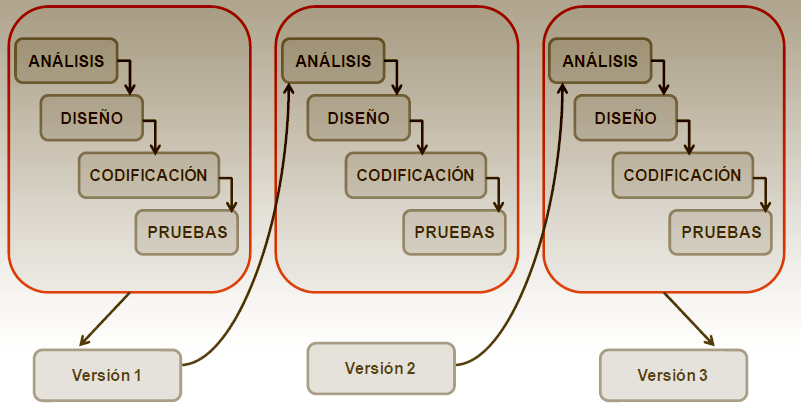 ANÁLISIS
DISEÑO
CODIFICACIÓN
PRUEBAS
Versión 1
ANÁLISIS
DISEÑO
CODIFICACIÓN
PRUEBAS
Versión 2
ANÁLISIS
DISEÑO
CODIFICACIÓN
PRUEBAS
Versión 3